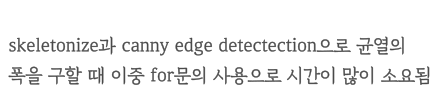 skeletonize과 canny edge detectection으로 균열의
폭을 구할 때 이중 for문의 사용으로 시간이 많이 소요됨